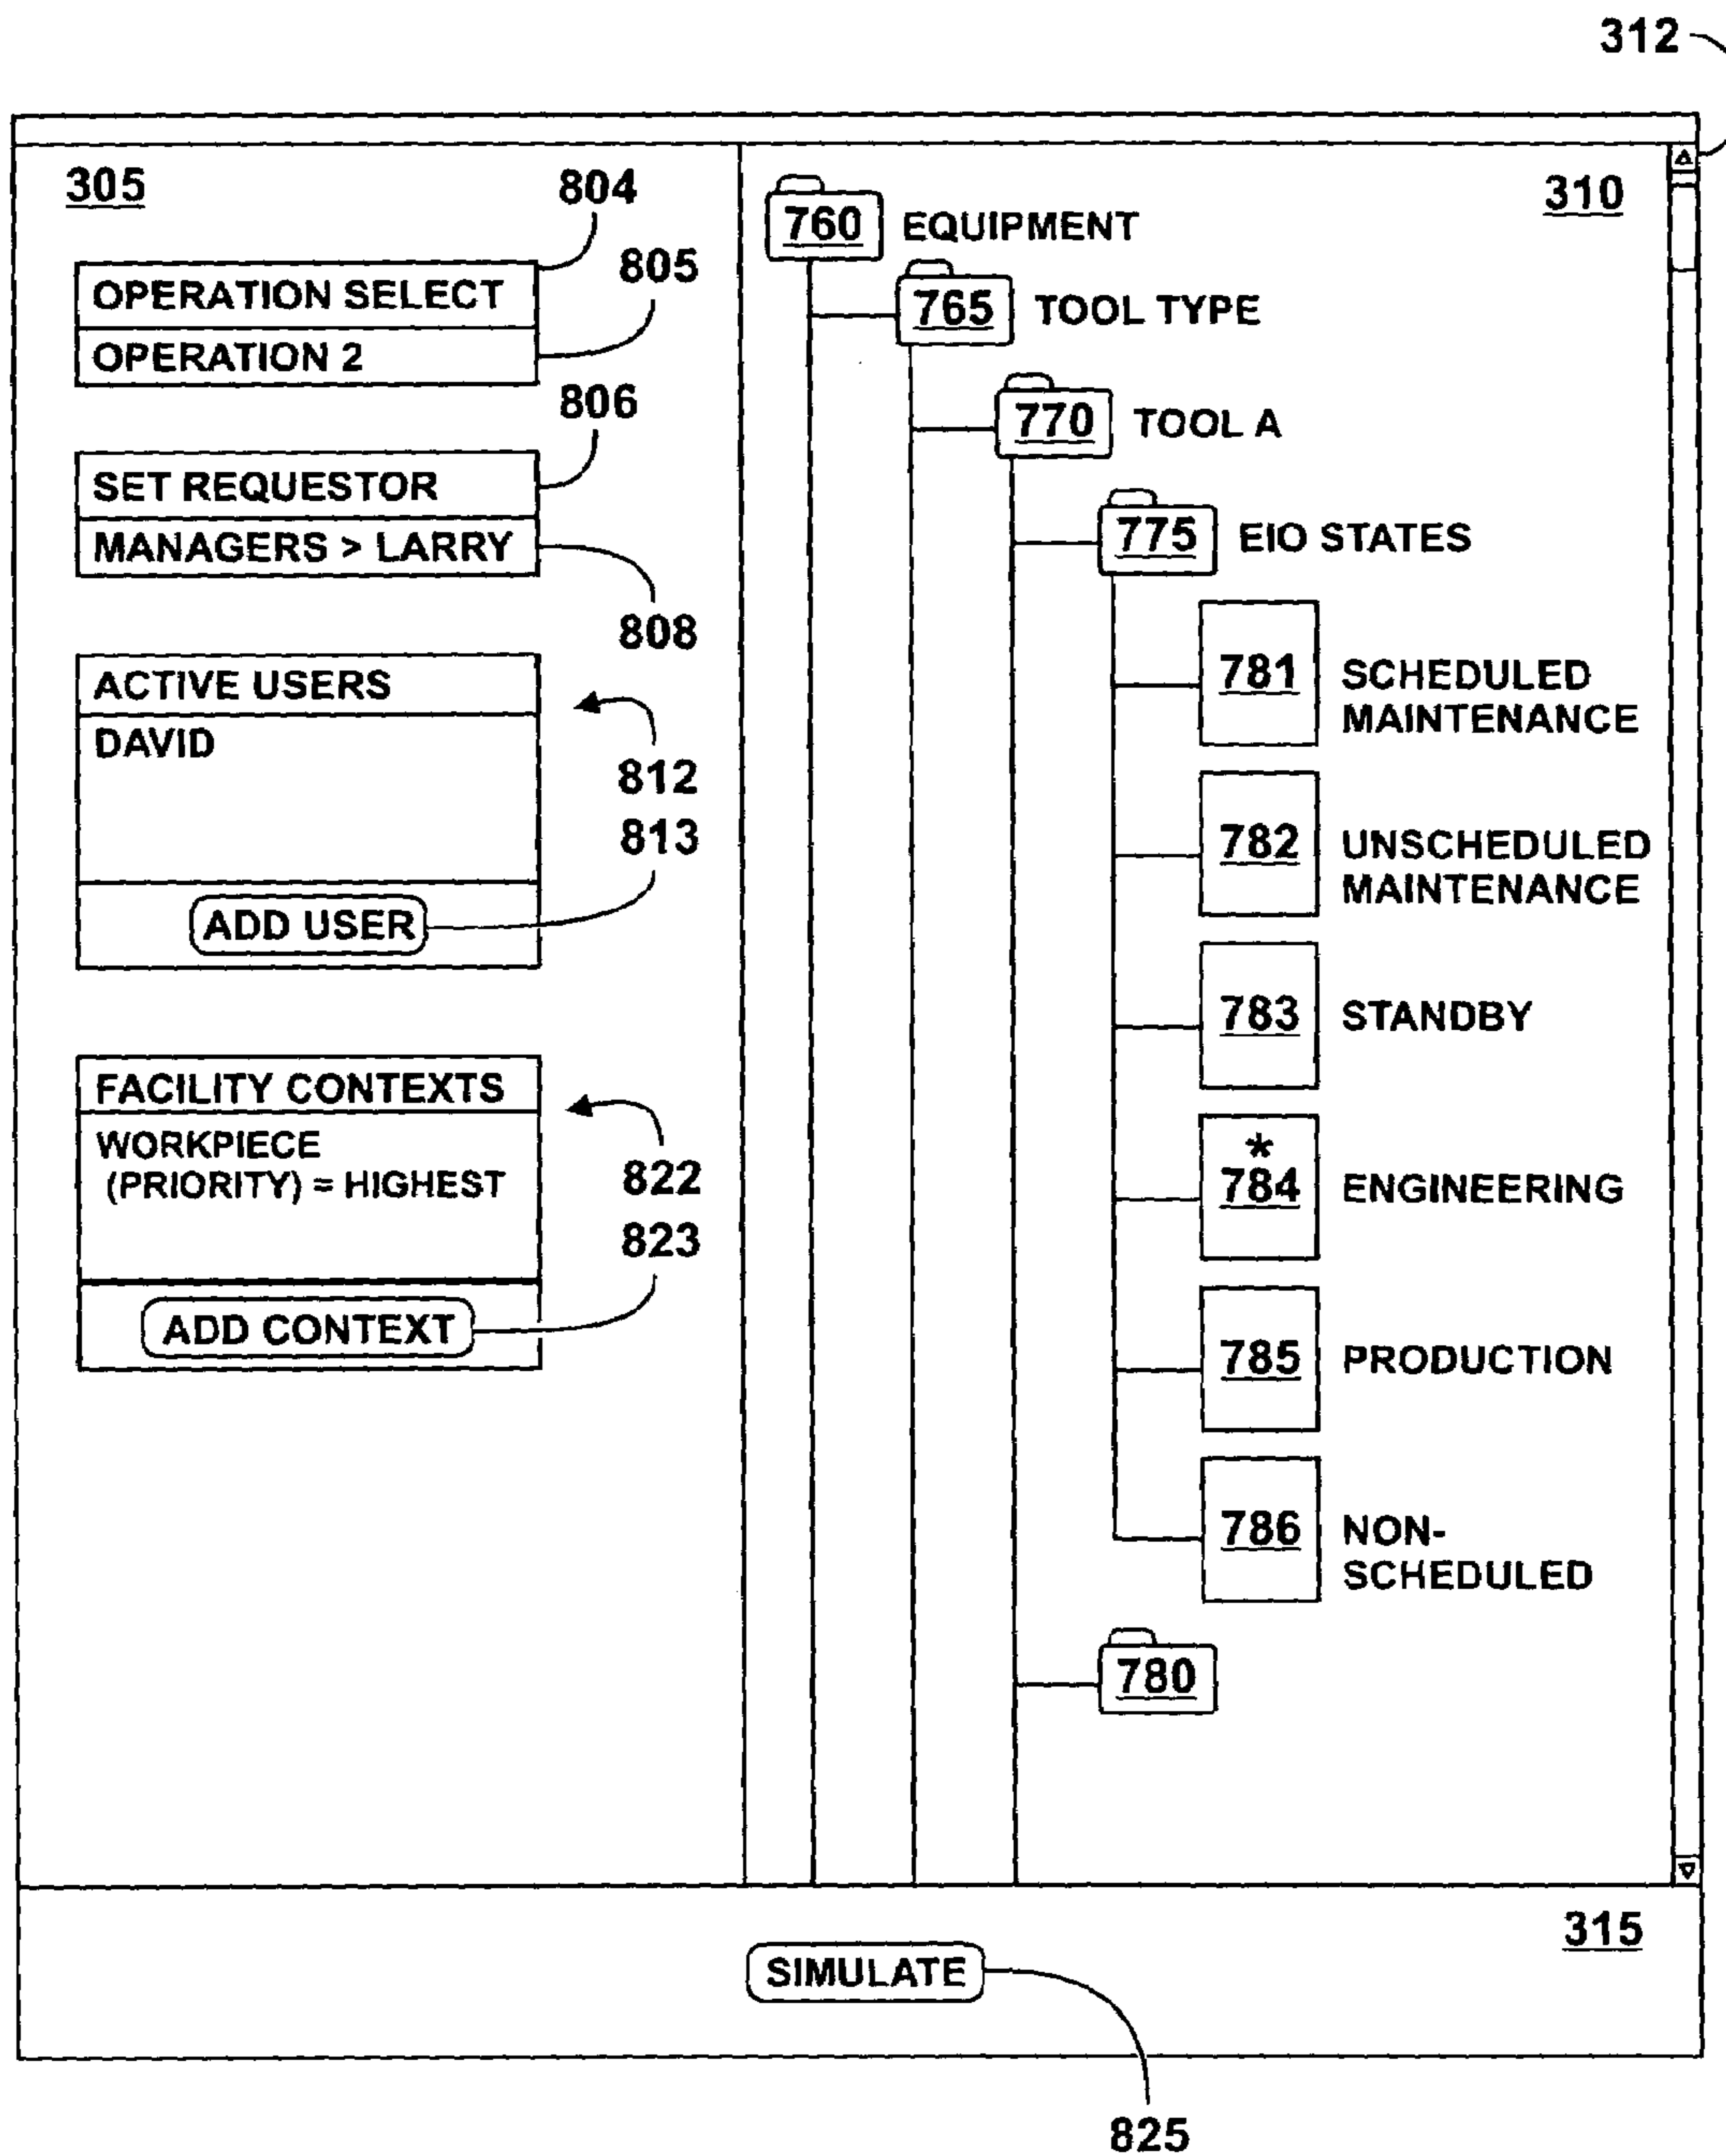 312
305
804
OPERATION SELECT
805
OPERATION 2
806
SET REQUESTOR
MANAGERS > LARRY
808
ACTIVE USERS
DAVID
812
813
ADD USER
FACILITY CONTEXTS
WORKPIECE
(PRIORITY) = HIGHEST
822
823
ADD CONTEXT
310
760 EQUIPMENT
765 TOOL TYPE
770 TOOL A
775 EIO STATES
781 SCHEDULED
MAINTENANCE
782 UNSCHEDULED
MAINTENANCE
783 STANDBY
*
784 ENGINEERING
785 PRODUCTION
786 NON-
SCHEDULED
780
315
SIMULATE
825